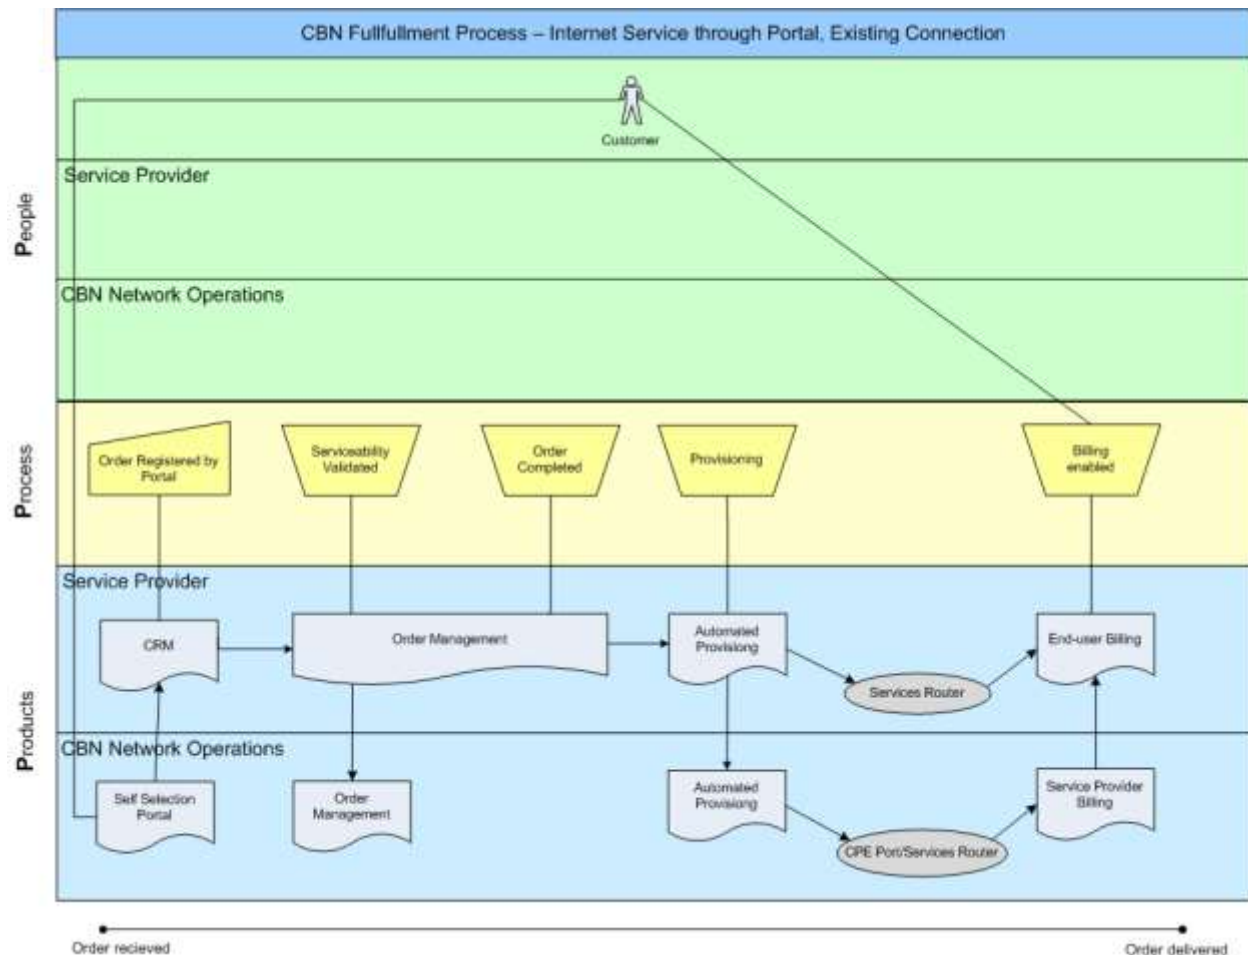 CBN Fullfullment Process – Internet Service through Portal, Existing Connection
Customer
Service Provider
People
CBN Network Operations
Process
Order Registered by
Portal
Serviceability
Validated
Order
Completed
Provisioning
Billing
enabled
Service Provider
CRM
Order Management
Automated
Provisiong
Services Router
End-user Billing
Products
CBN Network Operations
Self Selection
Portal
Order
Management
Automated
Provisiong
CPE Port/Services Router
Service Provider
Billing
Order recieved
Order delivered